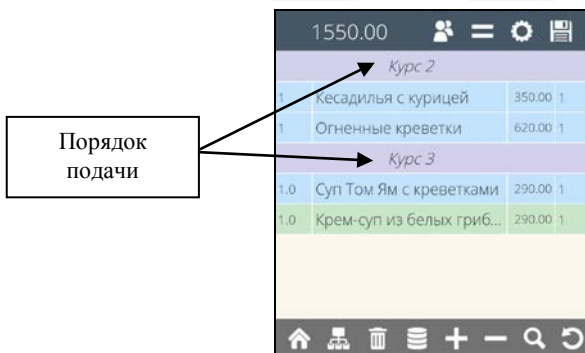 1550.00
Курс 2
1 Кесадилья с курицей 350.00 1
1 Огненные креветки 620.00 1
Порядок
подачи
Курс 3
1.0 Суп Том Ям с креветками 290.00 1
1.0 Крем-суп из белых гриб... 290.00 1